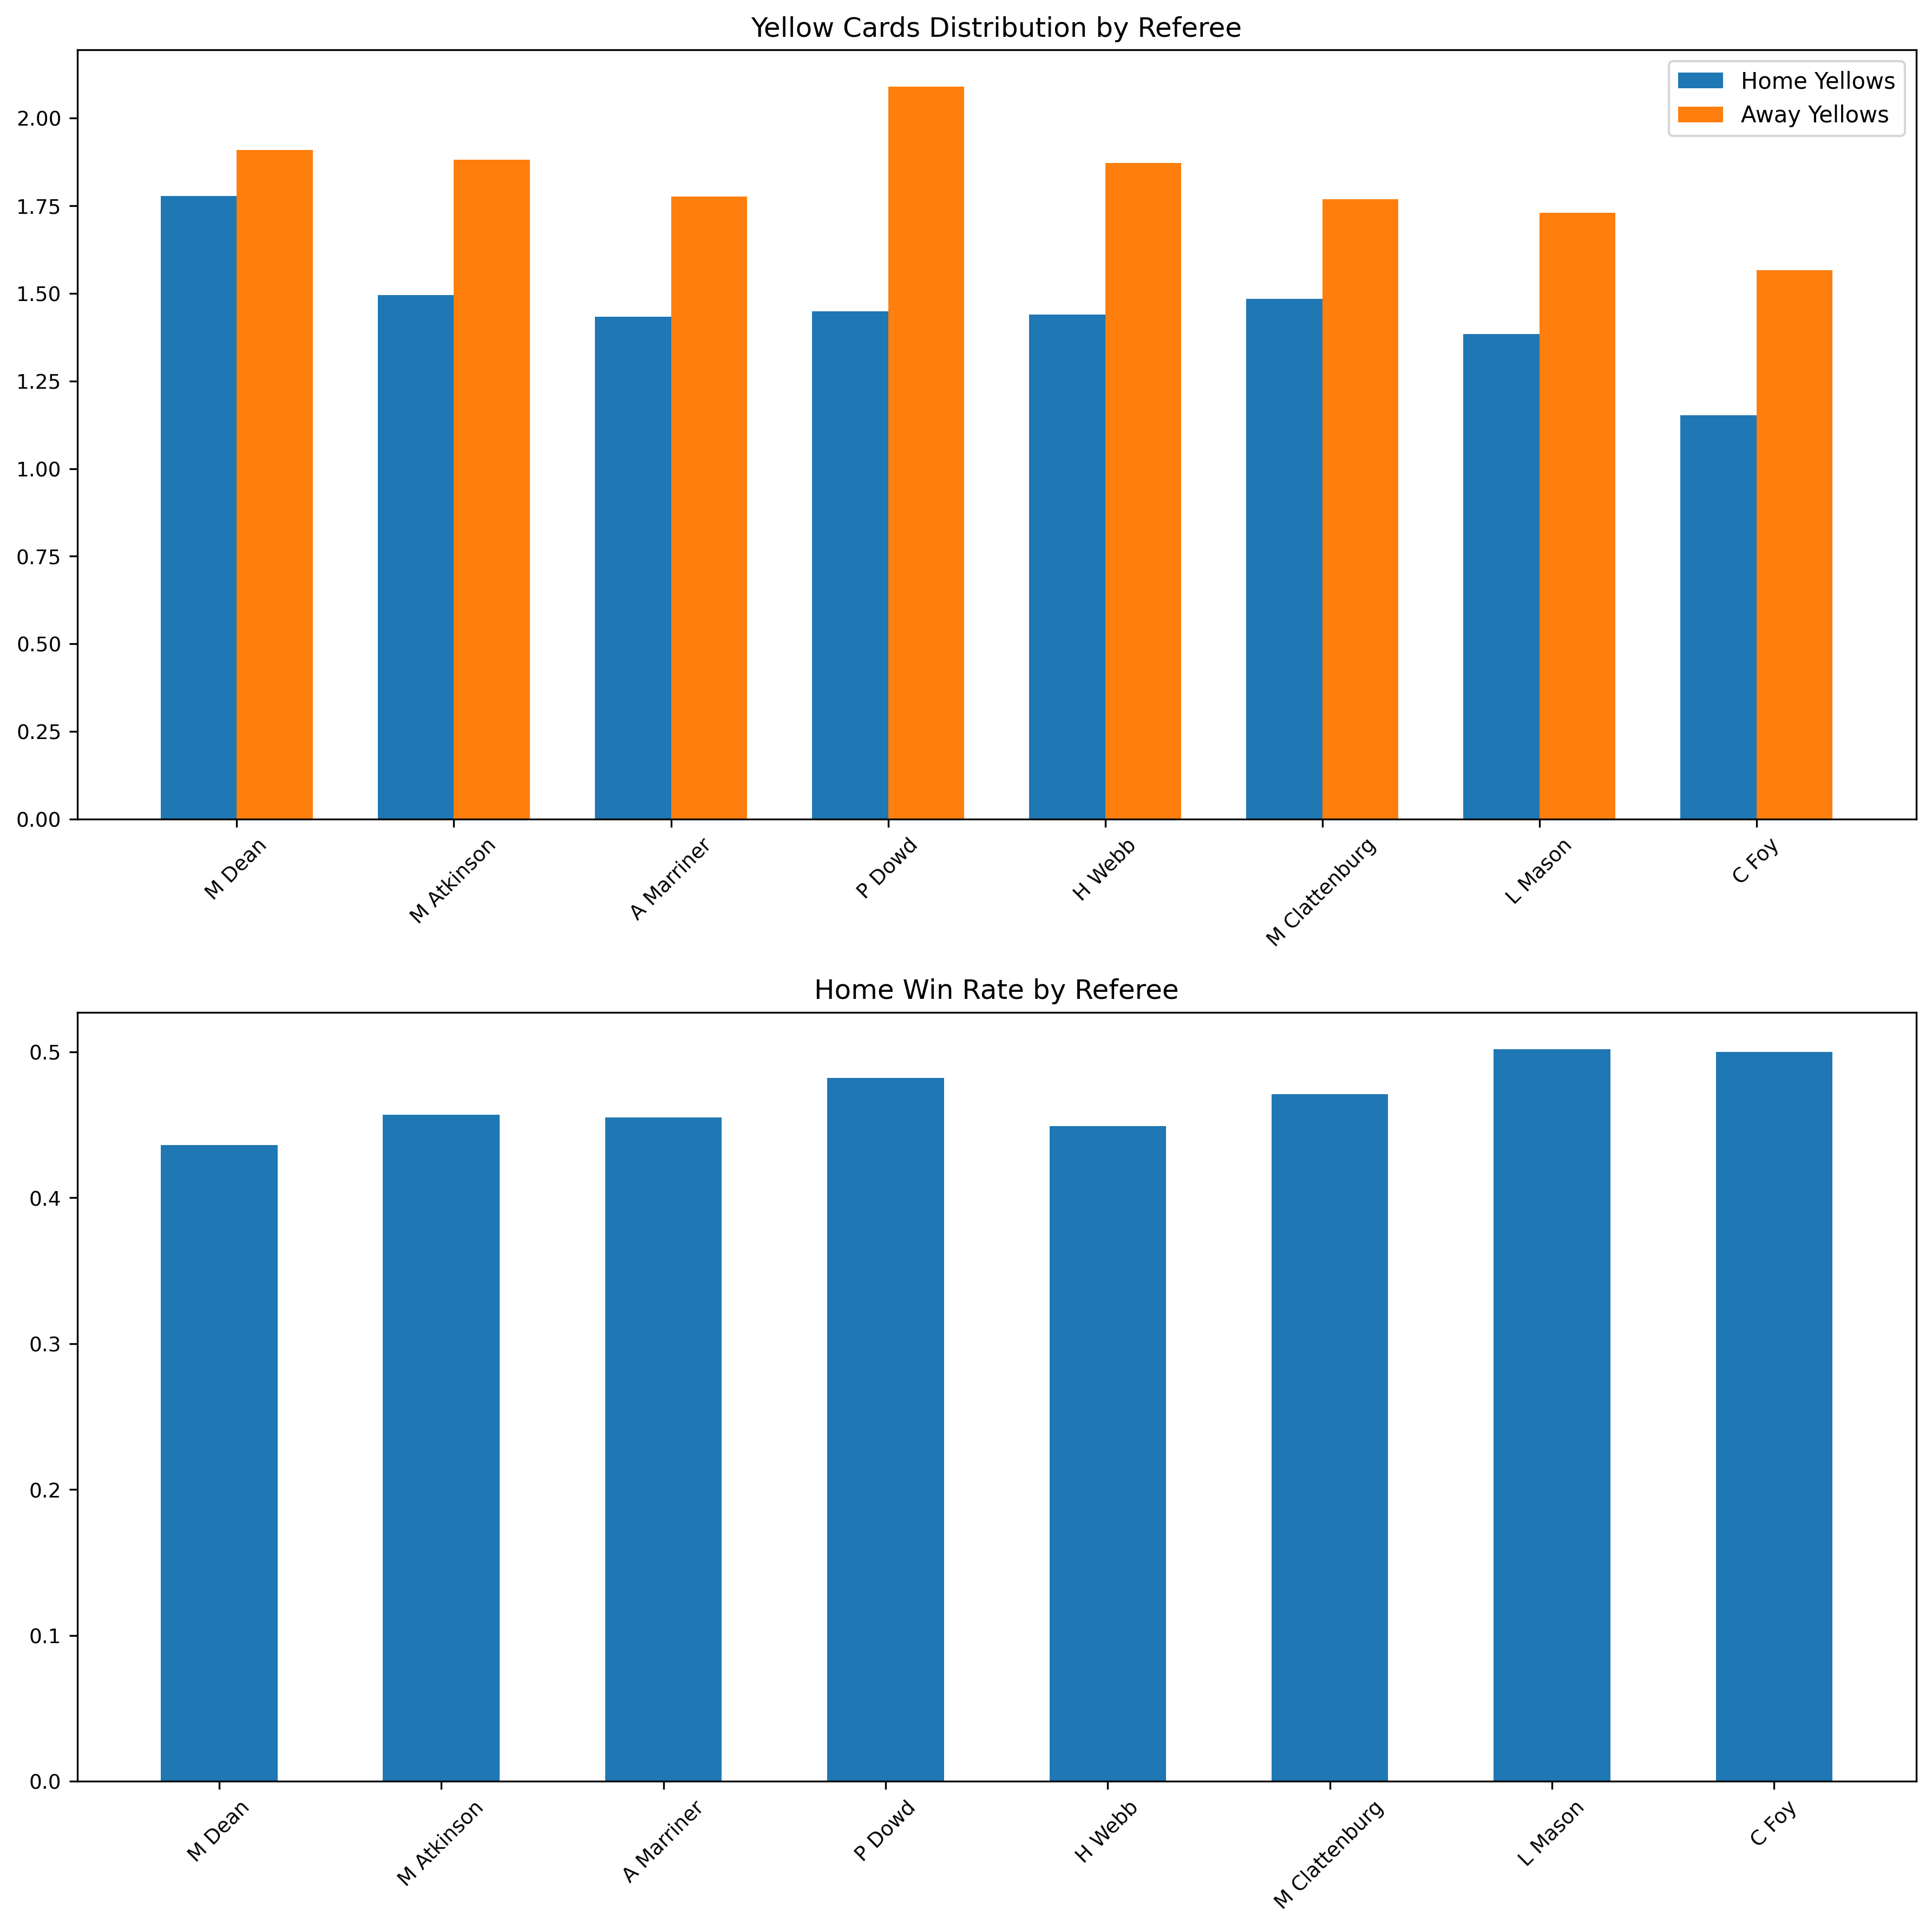 Yellow Cards Distribution by Referee
Home Yellows
Away Yellows
2.00
1.75
1.50
1.25
1.00
0.75
0.50
0.25
0.00
M Dean
M Atkinson
A Marriner
P Dowd
H Webb
M Clattenburg
L Mason
C Foy
Home Win Rate by Referee
0.5
0.4
0.3
0.2
0.1
0.0
M Dean
M Atkinson
A Marriner
P Dowd
H Webb
M Clattenburg
L Mason
C Foy